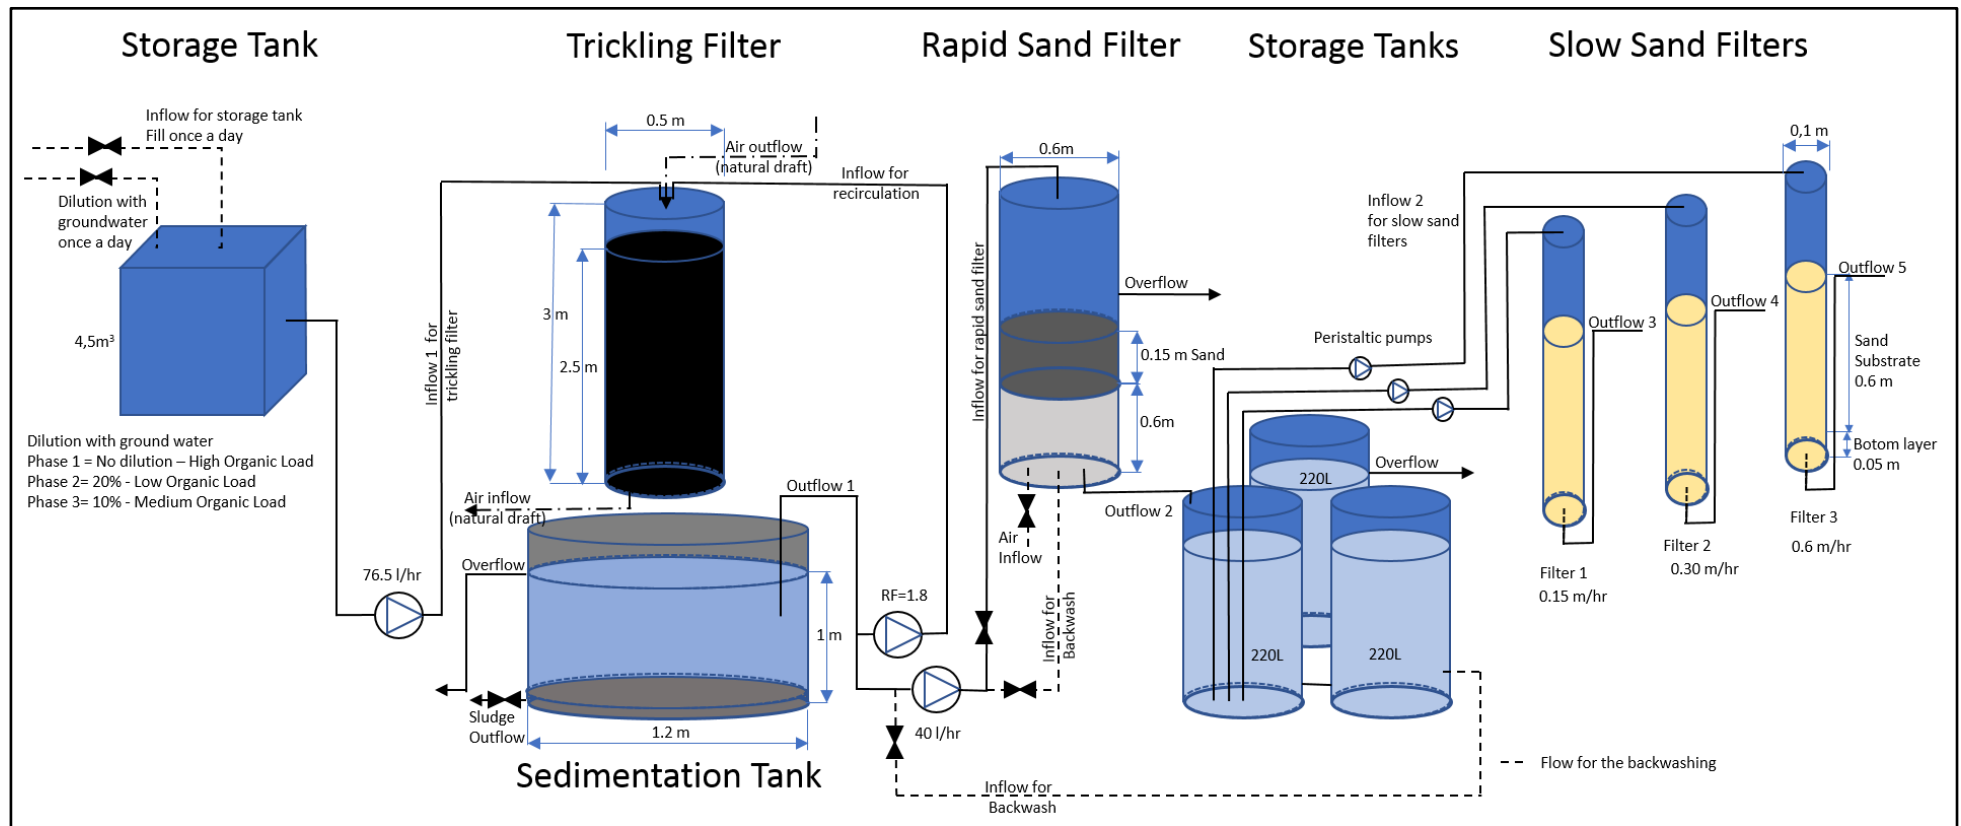 Storage Tank
Trickling Filter
Rapid Sand Filter
Storage Tanks
Slow Sand Filters
Inflow for storage tank
Fill once a day
Dilution with
groundwater
once a day
4,5m³
Dilution with ground water
Phase 1 = No dilution – High Organic Load
Phase 2= 20% - Low Organic Load
Phase 3= 10% - Medium Organic Load
76.5 l/hr
Inflow 1 for
trickling filter
0.5 m
Air outflow
(natural draft)
Inflow for
recirculation
3 m
2.5 m
Air inflow
(natural draft)
Overflow
Sludge
Outflow
1 m
1.2 m
Sedimentation Tank
Outflow 1
RF=1.8
40 l/hr
Inflow for rapid sand filter
0.6m
Overflow
0.15 m Sand
0.6m
Air
Inflow
Inflow for
Backwash
Outflow 2
Inflow for
Backwash
Peristaltic pumps
220L
Overflow
220L
220L
Inflow 2
for slow sand
filters
0,1 m
Outflow 3
Outflow 4
Outflow 5
Sand
Substrate
0.6 m
Botom layer
0.05 m
Filter 1
0.15 m/hr
Filter 2
0.30 m/hr
Filter 3
0.6 m/hr
Flow for the backwashing